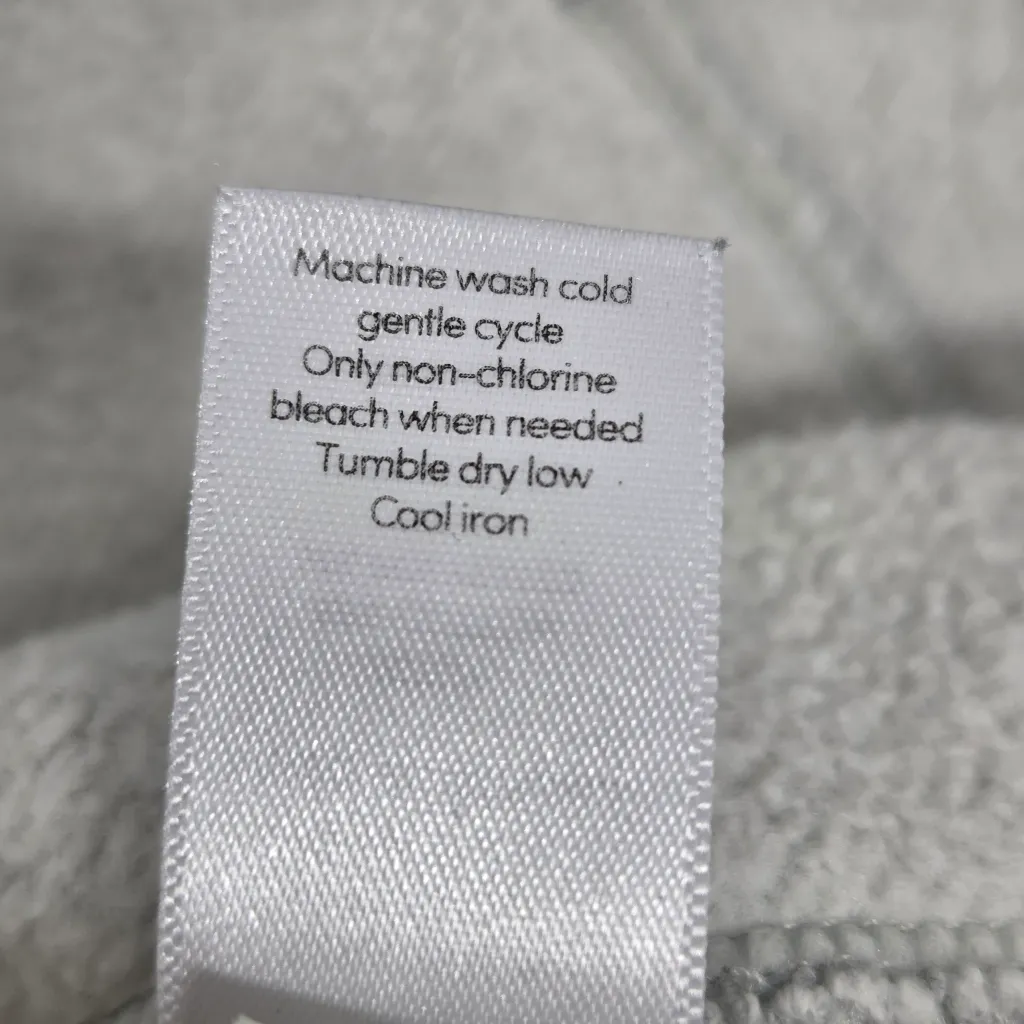 Machine wash cold
gentle cycle
Only non-chlorine
bleach when needed
Tumble dry low
Cool iron